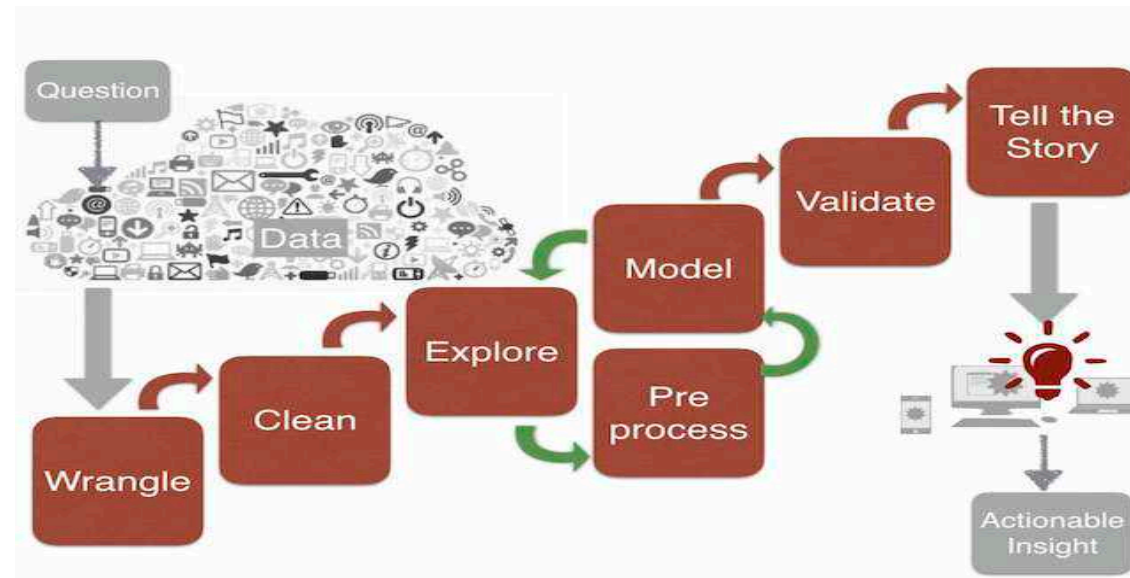 Question
Data
Wrangle
Clean
Explore
Pre
process
Model
Validate
Tell the
Story
Actionable
Insight